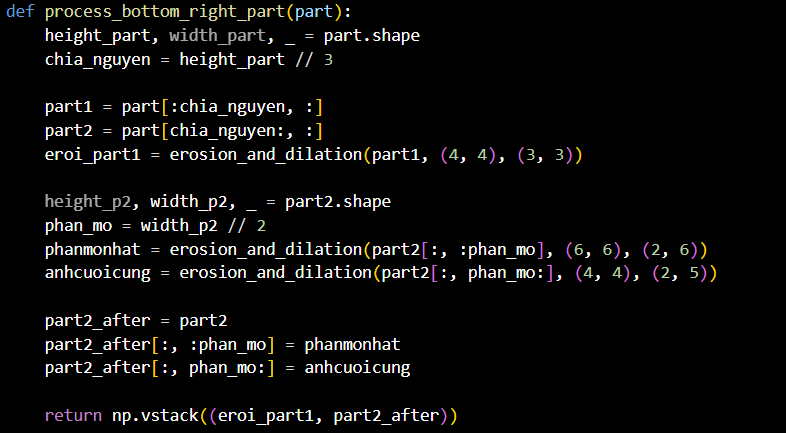 def process_bottom_right_part(part):
    height_part, width_part, _ = part.shape
    chia_nguyen = height_part // 3
    part1 = part[:chia_nguyen, :]
    part2 = part[chia_nguyen:, :]
    eroi_part1 = erosion_and_dilation(part1, (4, 4), (3, 3))
    height_p2, width_p2, _ = part2.shape
    phan_mo = width_p2 // 2
    phanmonhat = erosion_and_dilation(part2[:, :phan_mo], (6, 6), (2, 6))
    anhcuoicung = erosion_and_dilation(part2[:, phan_mo:], (4, 4), (2, 5))
    part2_after = part2
    part2_after[:, :phan_mo] = phanmonhat
    part2_after[:, phan_mo:] = anhcuoicung
    return np.vstack((eroi_part1, part2_after))